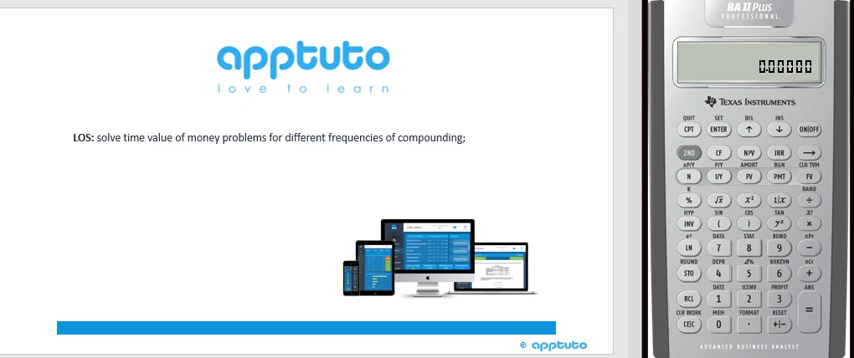 apptuto
love to learn
LOS: solve time value of money problems for different frequencies of compounding;
© apptuto
BA II PLUS
PROFESSIONAL
0.00000
TEXAS INSTRUMENTS
QUIT SET DEL INS
CPT ENTER ↑ ↓ ON|OFF
2ND CF NPV IRR →
xP/Y P/Y AMORT BGN CLR TVM
N I/Y PV PMT FV
K RAND
% √x x² 1/x ÷
HYP SIN COS TAN x!
INV ( ) yˣ ×
eˣ DATA STAT BOND nPr
LN 7 8 9 −
ROUND DEPR Δ% BRKEVN nCr
STO 4 5 6 +
DATE ICONV PROFIT ANS
RCL 1 2 3 =
CLR WORK MEM FORMAT RESET
CE|C 0 . +|−
ADVANCED BUSINESS ANALYST